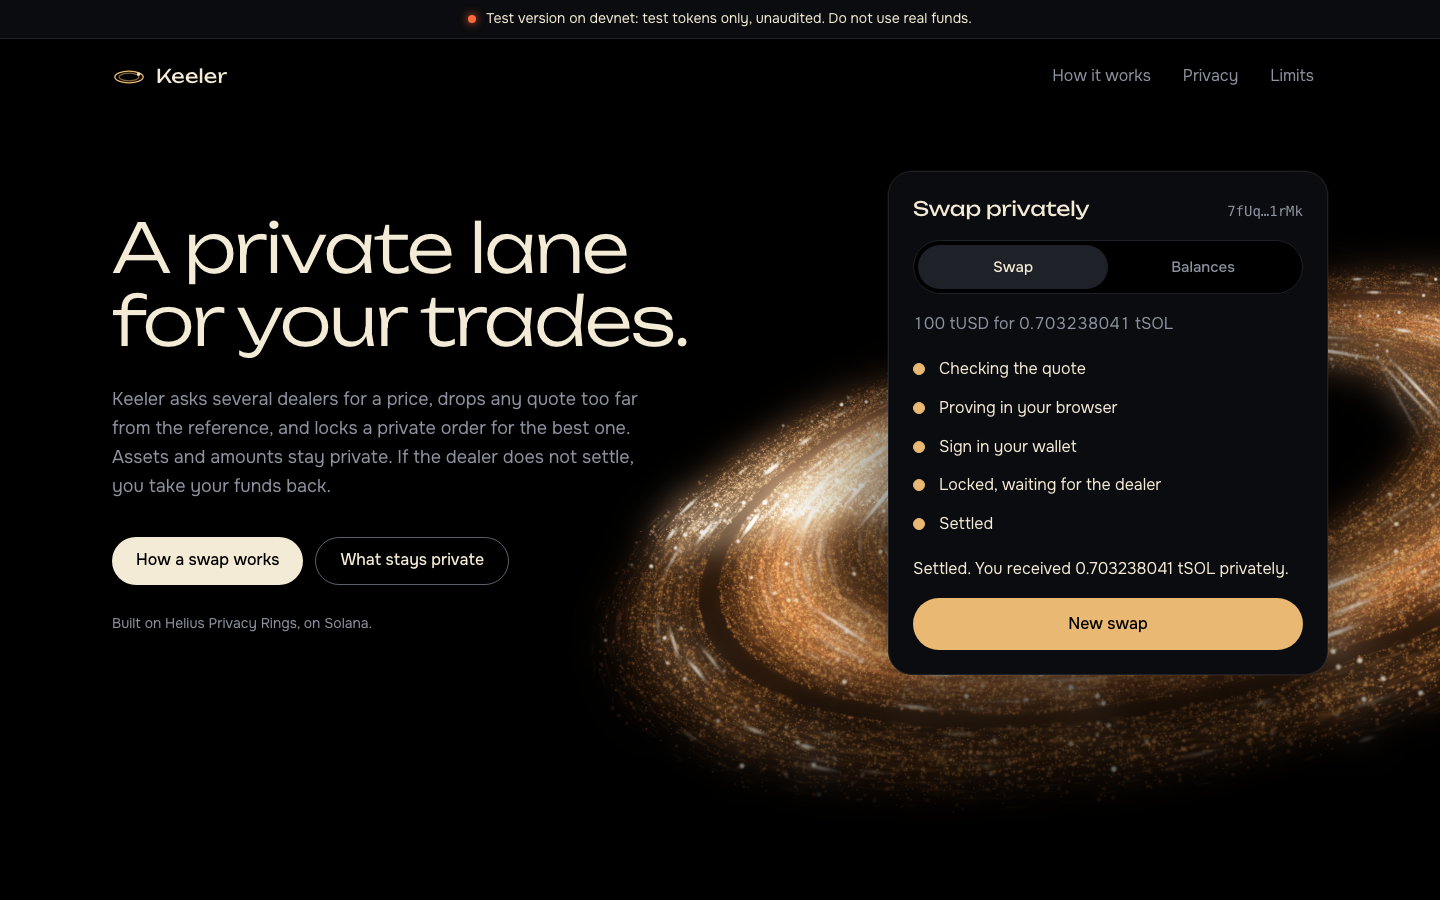 Test version on devnet: test tokens only, unaudited. Do not use real funds.
Keeler
How it works
Privacy
Limits
A private lane
for your trades.
Keeler asks several dealers for a price, drops any quote too far
from the reference, and locks a private order for the best one.
Assets and amounts stay private. If the dealer does not settle,
you take your funds back.
How a swap works
What stays private
Built on Helius Privacy Rings, on Solana.
Swap privately
7fUq…1rMk
Swap
Balances
100 tUSD for 0.703238041 tSOL
Checking the quote
Proving in your browser
Sign in your wallet
Locked, waiting for the dealer
Settled
Settled. You received 0.703238041 tSOL privately.
New swap